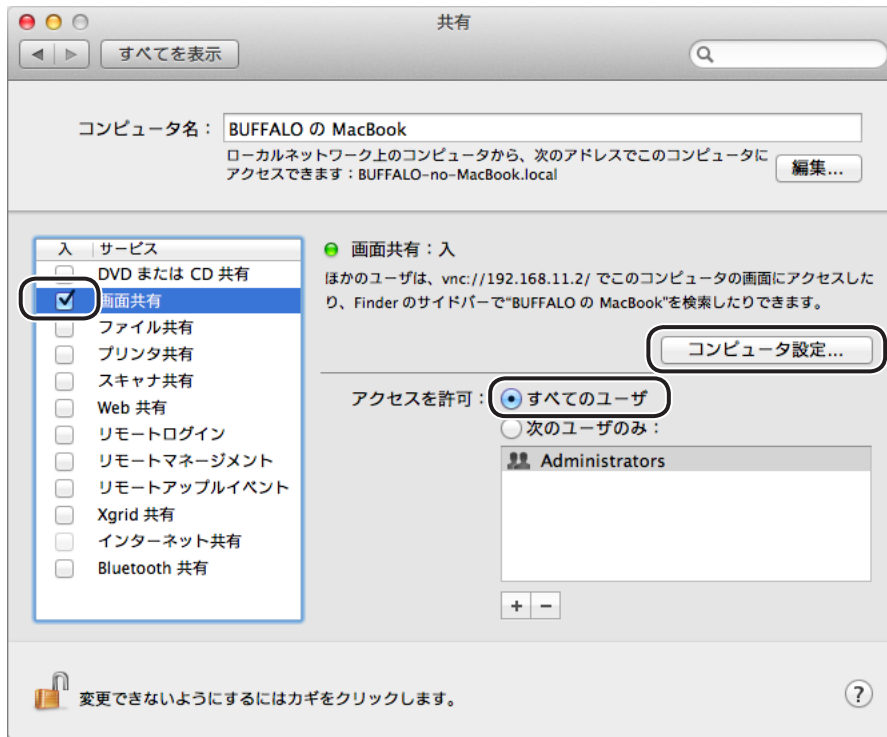 共有
すべてを表示
コンピュータ名： BUFFALO の MacBook
ローカルネットワーク上のコンピュータから、次のアドレスでこのコンピュータに
アクセスできます：BUFFALO-no-MacBook.local
編集...
入 サービス
DVD または CD 共有
画面共有
ファイル共有
プリンタ共有
スキャナ共有
Web 共有
リモートログイン
リモートマネージメント
リモートアップルイベント
Xgrid 共有
インターネット共有
Bluetooth 共有
画面共有：入
ほかのユーザは、vnc://192.168.11.2/ でこのコンピュータの画面にアクセスした
り、Finder のサイドバーで“BUFFALO の MacBook”を検索したりできます。
コンピュータ設定...
アクセスを許可： すべてのユーザ
次のユーザのみ：
Administrators
+ −
変更できないようにするにはカギをクリックします。
?